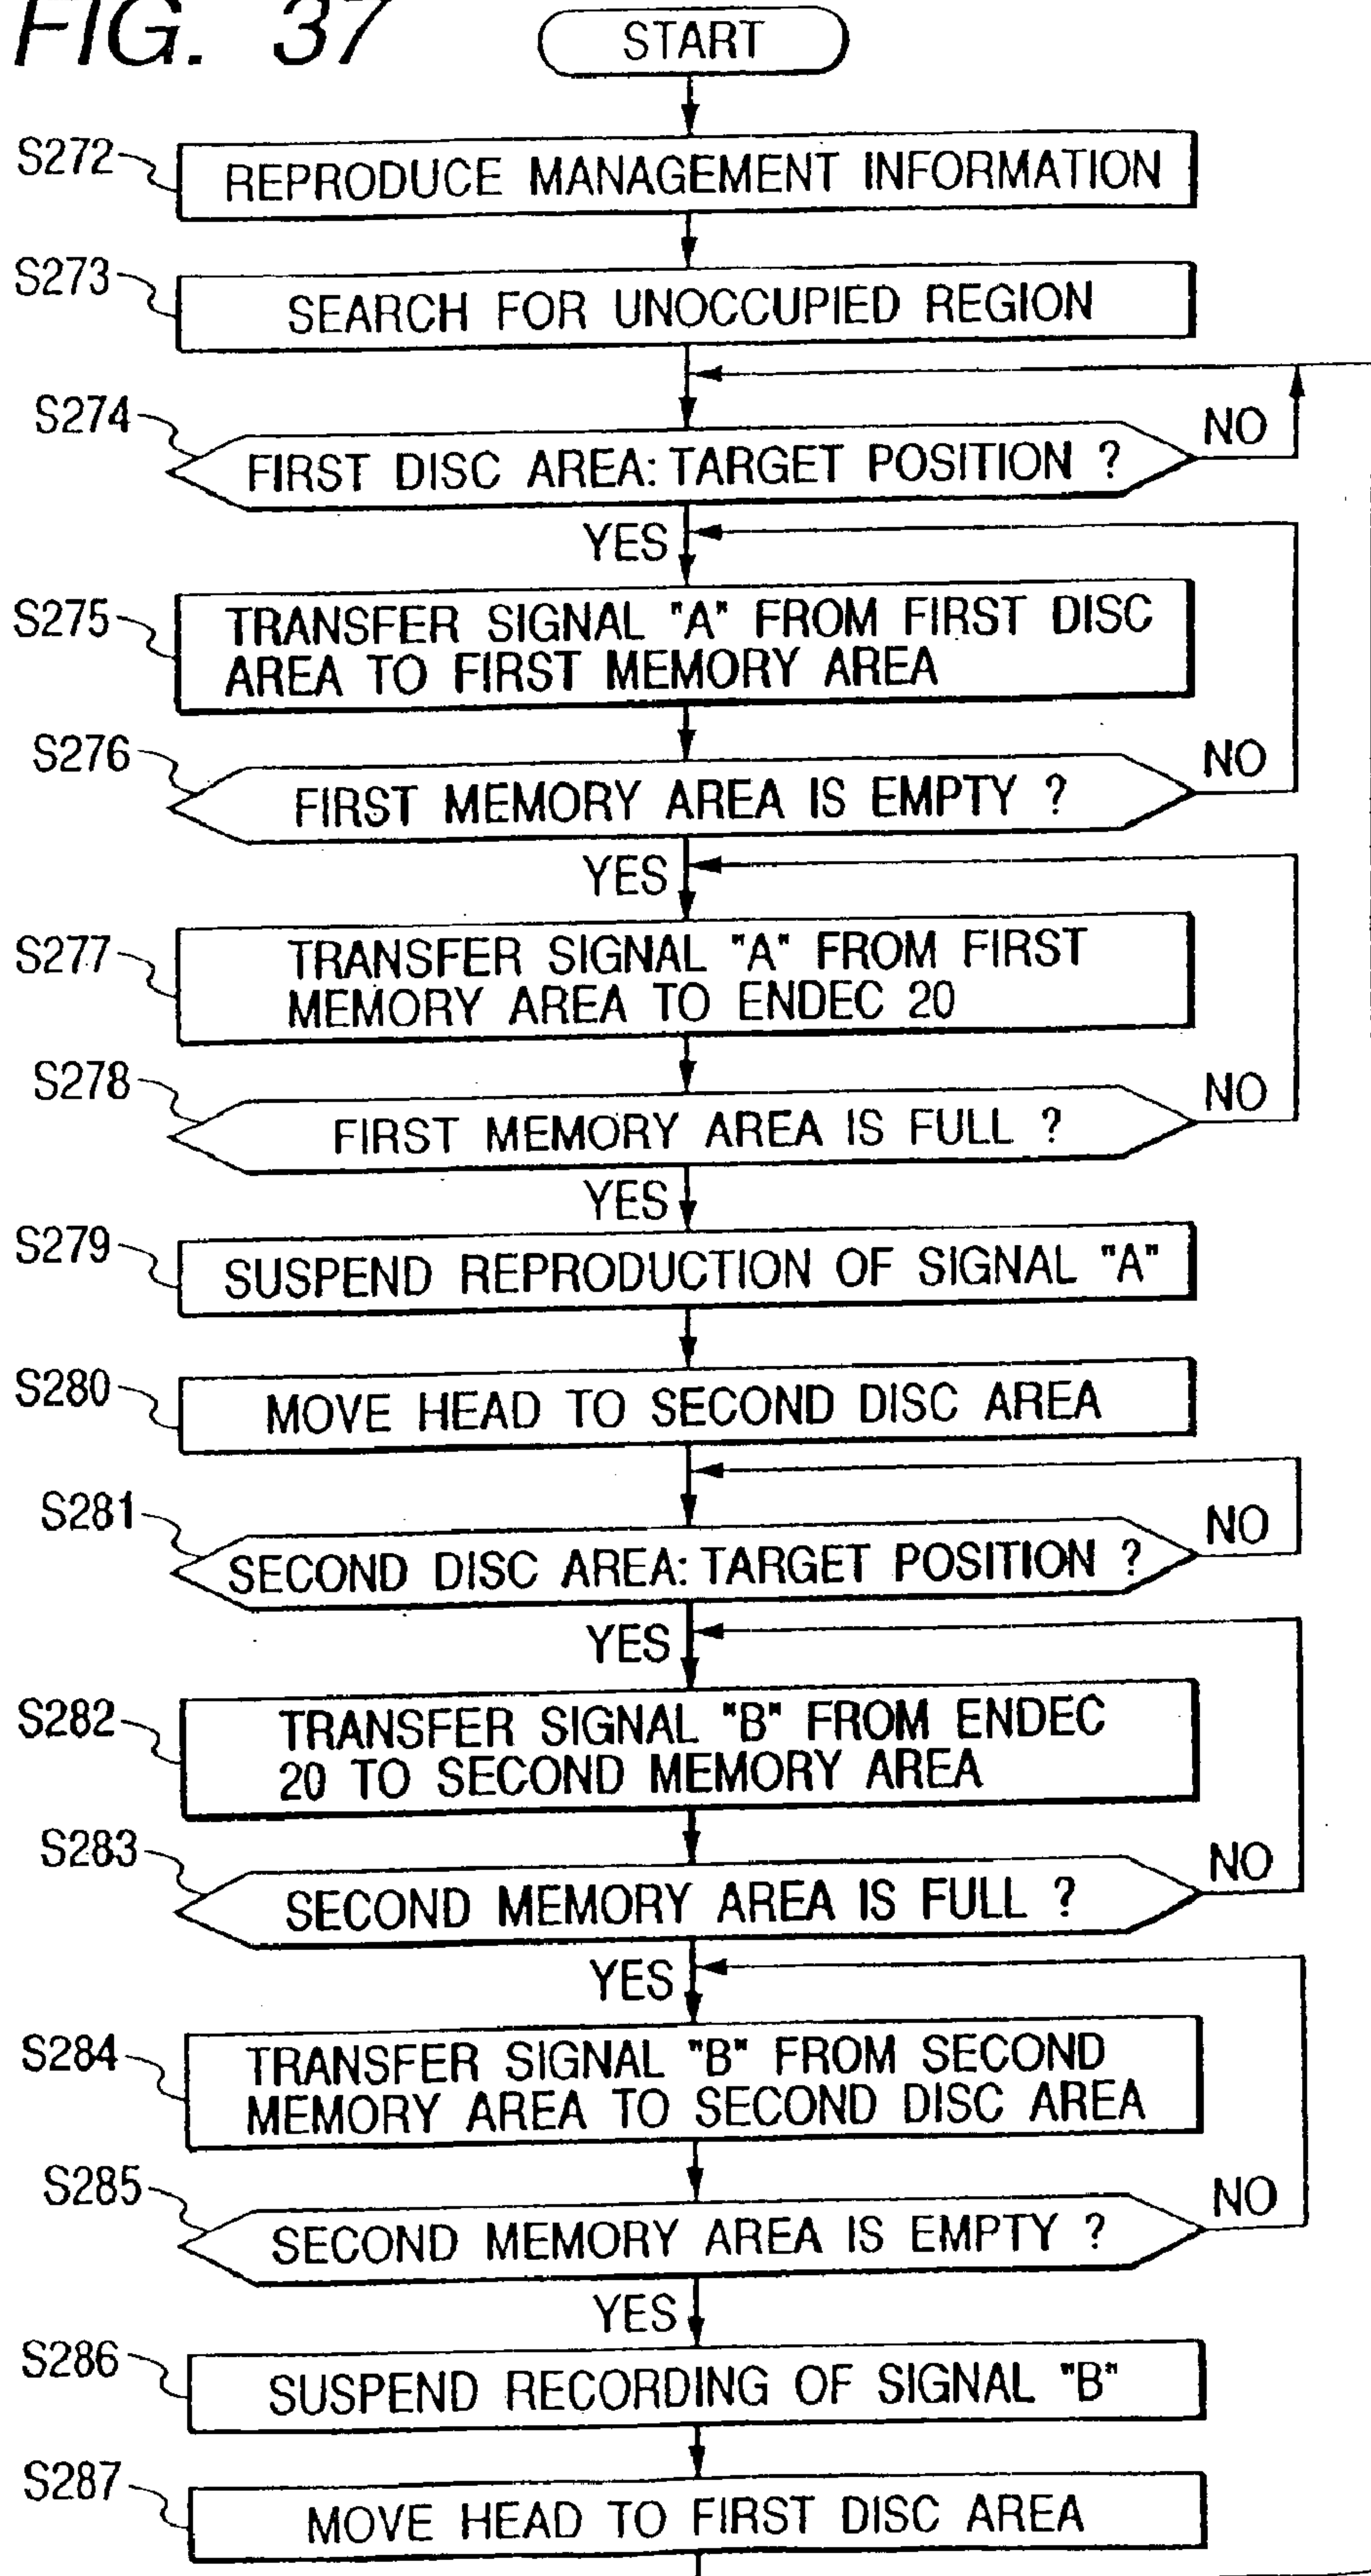 FIG. 37
START
S272
REPRODUCE MANAGEMENT INFORMATION
S273
SEARCH FOR UNOCCUPIED REGION
S274
FIRST DISC AREA: TARGET POSITION ?
NO
YES
S275
TRANSFER SIGNAL "A" FROM FIRST DISC
AREA TO FIRST MEMORY AREA
S276
FIRST MEMORY AREA IS EMPTY ?
NO
YES
S277
TRANSFER SIGNAL "A" FROM FIRST
MEMORY AREA TO ENDEC 20
S278
FIRST MEMORY AREA IS FULL ?
NO
YES
S279
SUSPEND REPRODUCTION OF SIGNAL "A"
S280
MOVE HEAD TO SECOND DISC AREA
S281
SECOND DISC AREA: TARGET POSITION ?
NO
YES
S282
TRANSFER SIGNAL "B" FROM ENDEC
20 TO SECOND MEMORY AREA
S283
SECOND MEMORY AREA IS FULL ?
NO
YES
S284
TRANSFER SIGNAL "B" FROM SECOND
MEMORY AREA TO SECOND DISC AREA
S285
SECOND MEMORY AREA IS EMPTY ?
NO
YES
S286
SUSPEND RECORDING OF SIGNAL "B"
S287
MOVE HEAD TO FIRST DISC AREA